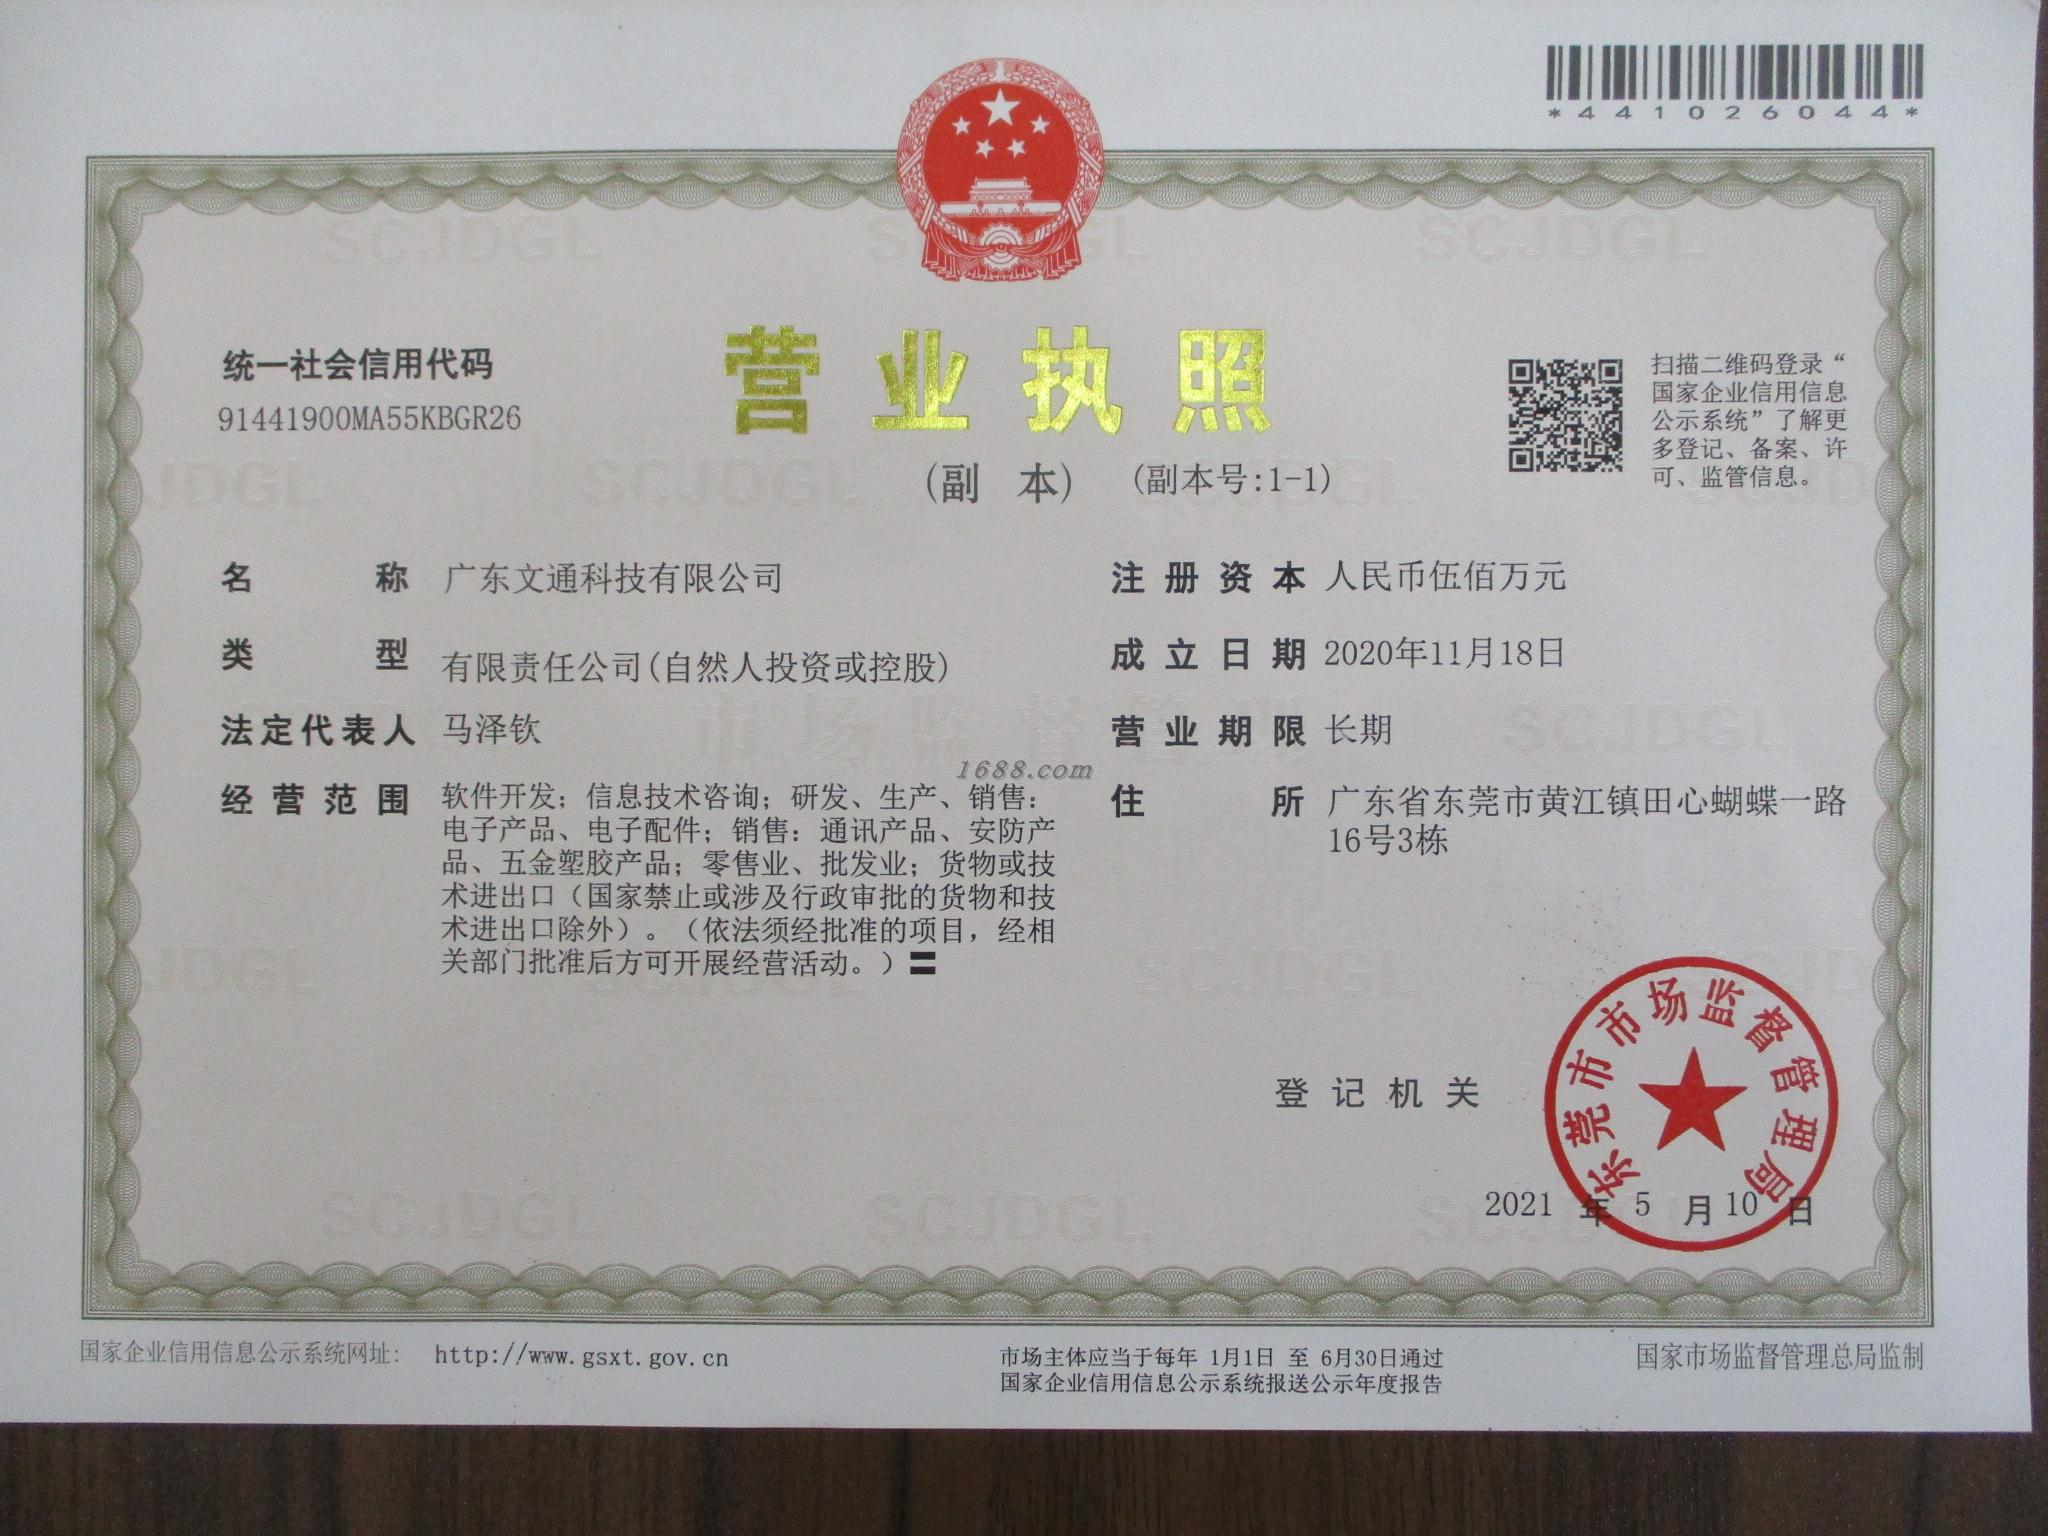 *441026044*
SCJDGL SCJDGL SCJDGL
营业执照
(副 本) (副本号:1-1)
统一社会信用代码
91441900MA55KBGR26
扫描二维码登录“
国家企业信用信息
公示系统”了解更
多登记、备案、许
可、监管信息。
名 称 广东文通科技有限公司
类 型 有限责任公司(自然人投资或控股)
法定代表人 马泽钦
经营范围 软件开发；信息技术咨询；研发、生产、销售：
电子产品、电子配件；销售：通讯产品、安防产
品、五金塑胶产品；零售业、批发业；货物或技
术进出口（国家禁止或涉及行政审批的货物和技
术进出口除外）。（依法须经批准的项目，经相
关部门批准后方可开展经营活动。）〓
注册资本 人民币伍佰万元
成立日期 2020年11月18日
营业期限 长期
住 所 广东省东莞市黄江镇田心蝴蝶一路
16号3栋
1688.com
登记机关
东莞市市场监督管理局
2021 年 5 月 10 日
国家企业信用信息公示系统网址： http://www.gsxt.gov.cn
市场主体应当于每年 1月1日 至 6月30日通过
国家企业信用信息公示系统报送公示年度报告
国家市场监督管理总局监制